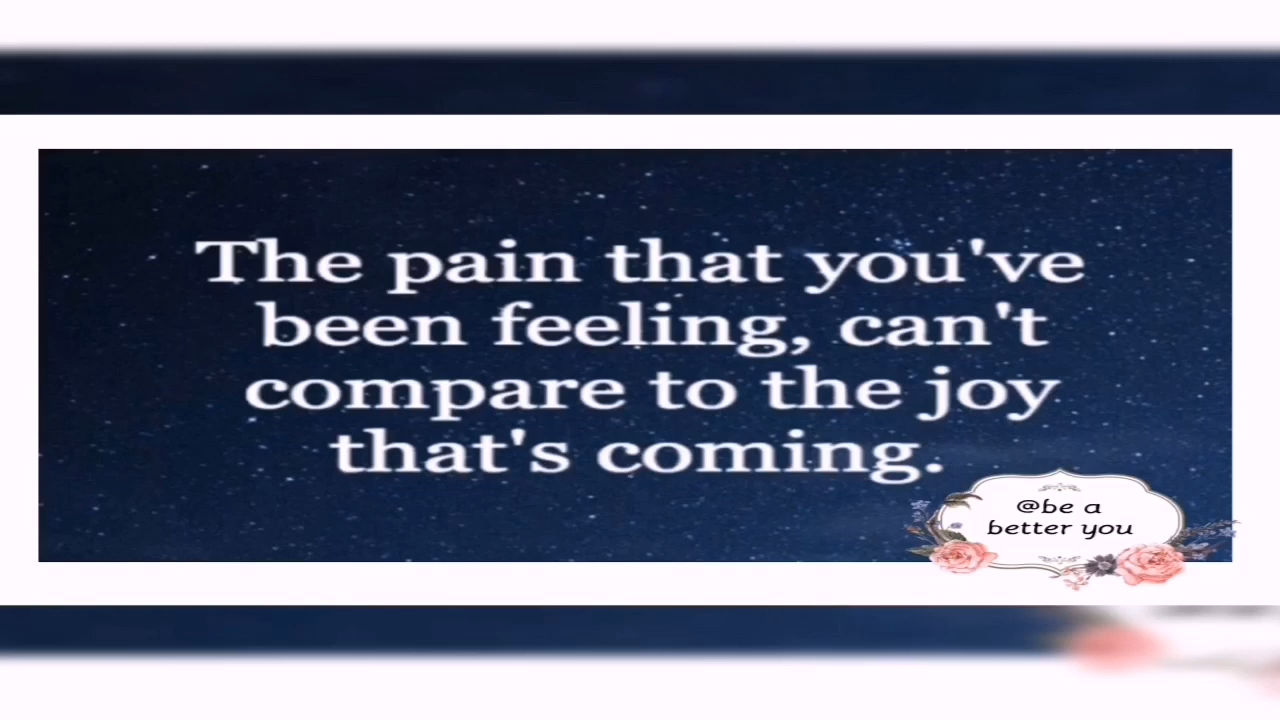 The pain that you've
been feeling, can't
compare to the joy
that's coming.
@be a
better you